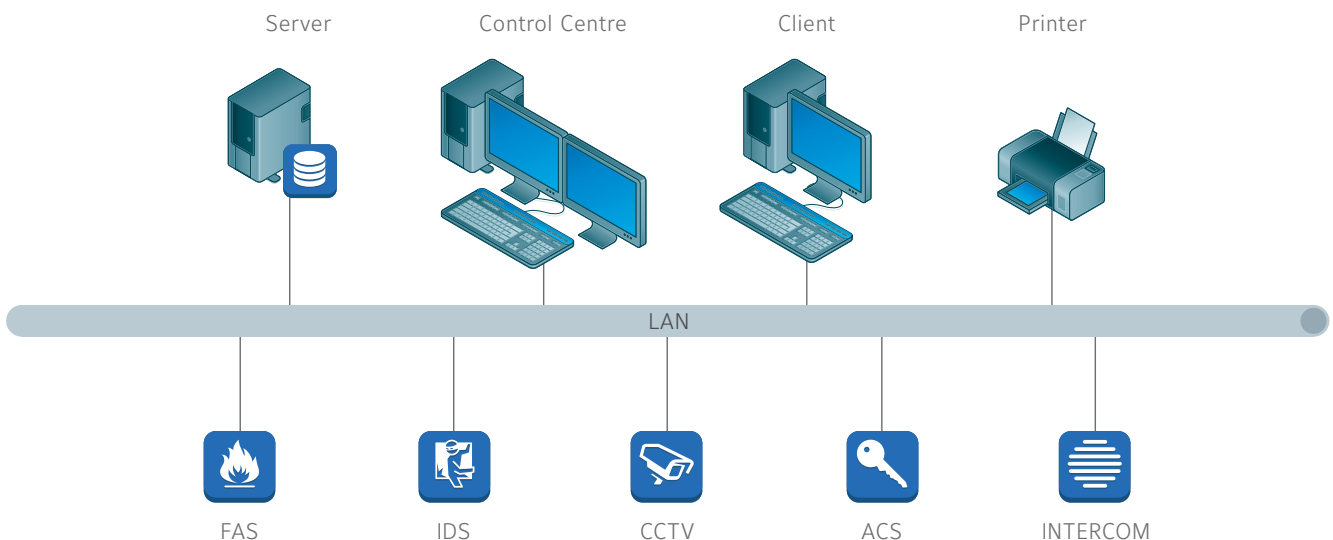 Server
Control Centre
Client
Printer
LAN
FAS
IDS
CCTV
ACS
INTERCOM